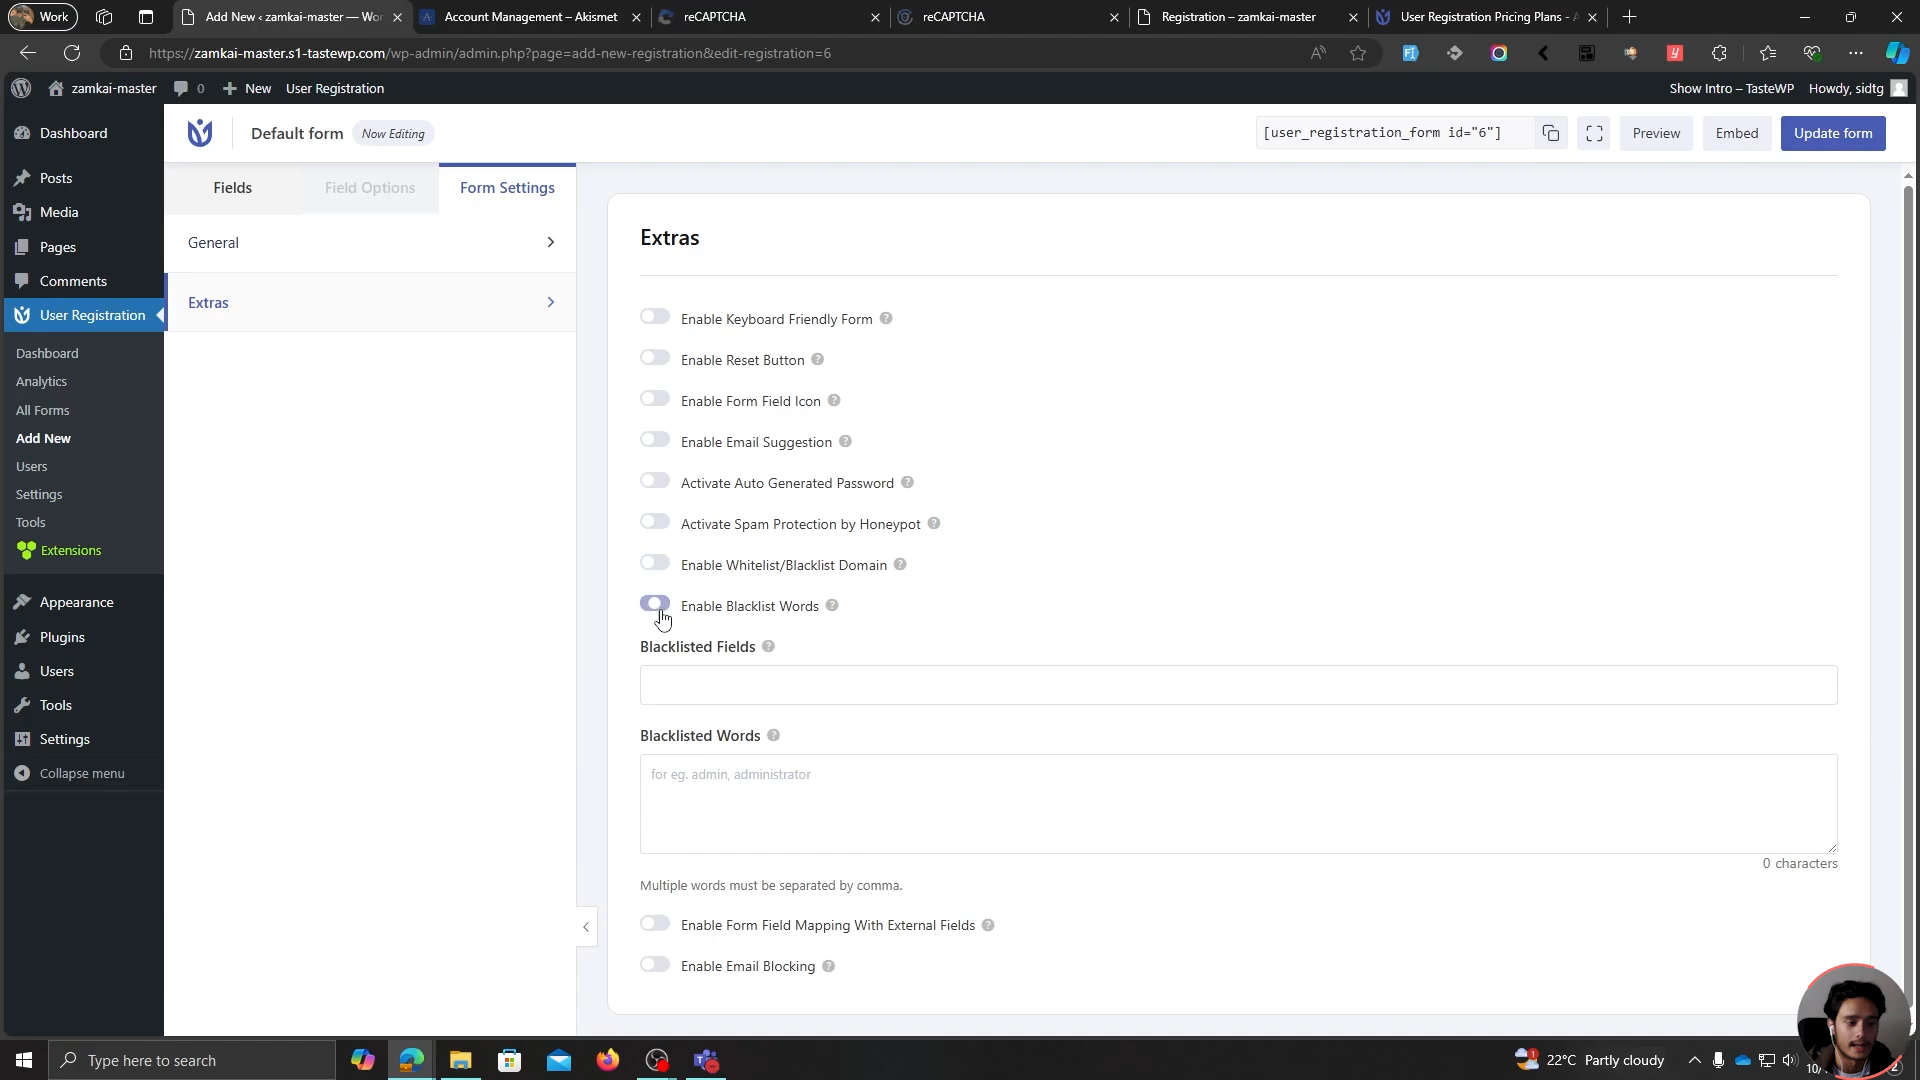 Work
Add New ‹ zamkai-master — Wor
Account Management – Akismet
reCAPTCHA
reCAPTCHA
Registration – zamkai-master
User Registration Pricing Plans - A
https://zamkai-master.s1-tastewp.com/wp-admin/admin.php?page=add-new-registration&edit-registration=6
zamkai-master
0
New
User Registration
Show Intro – TasteWP
Howdy, sidtg
Dashboard
Posts
Media
Pages
Comments
User Registration
Dashboard
Analytics
All Forms
Add New
Users
Settings
Tools
Extensions
Appearance
Plugins
Users
Tools
Settings
Collapse menu
Default form
Now Editing
[user_registration_form id="6"]
Preview
Embed
Update form
Fields
Field Options
Form Settings
General
Extras
Extras
Enable Keyboard Friendly Form
Enable Reset Button
Enable Form Field Icon
Enable Email Suggestion
Activate Auto Generated Password
Activate Spam Protection by Honeypot
Enable Whitelist/Blacklist Domain
Enable Blacklist Words
Blacklisted Fields
Blacklisted Words
for eg. admin, administrator
0 characters
Multiple words must be separated by comma.
Enable Form Field Mapping With External Fields
Enable Email Blocking
Type here to search
22°C Partly cloudy
10/
2